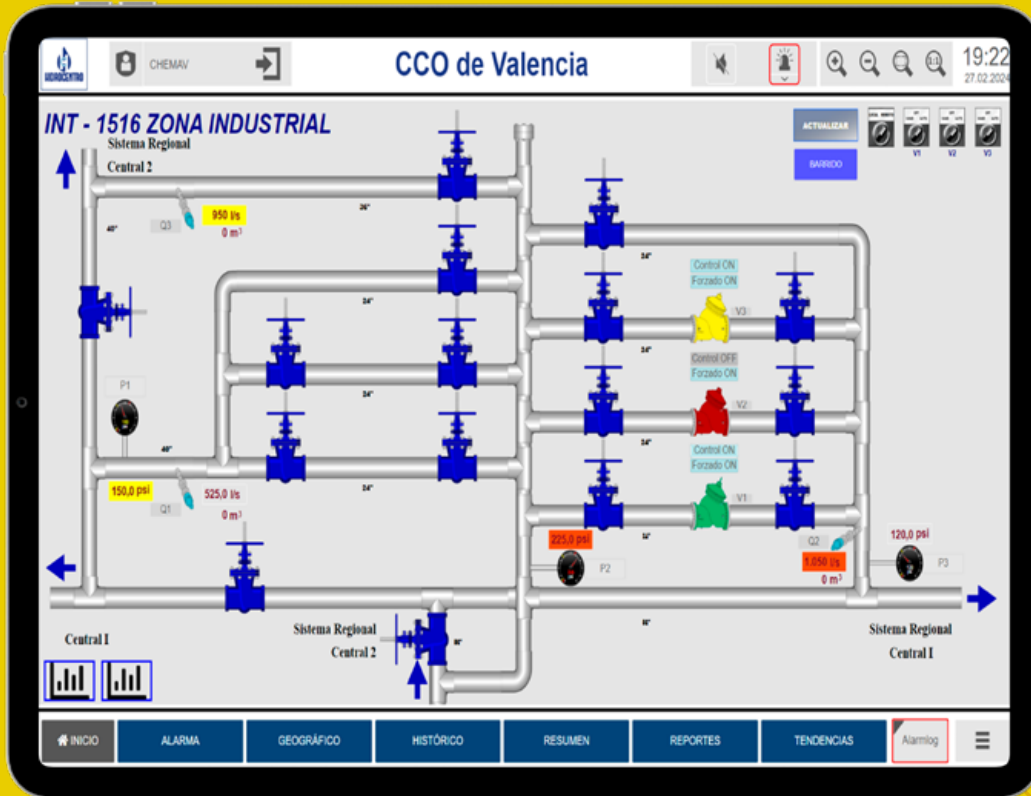 HIDROCENTRO
CHEMAV
CCO de Valencia
19:22
27.02.2024
INT - 1516 ZONA INDUSTRIAL
Sistema Regional
Central 2
ACTUALIZAR
BARRIDO
V1
V2
V3
Q3
950 l/s
0 m³
36"
40"
24"
Control ON
Forzado ON
V3
24"
24"
Control OFF
Forzado ON
V2
P1
24"
24"
Control ON
Forzado ON
V1
24"
150,0 psi
525,0 l/s
Q1
0 m³
225,0 psi
P2
Q2
1.050 l/s
0 m³
120,0 psi
P3
Central I
Sistema Regional
Central 2
Sistema Regional
Central I
INICIO
ALARMA
GEOGRÁFICO
HISTÓRICO
RESUMEN
REPORTES
TENDENCIAS
Alarmlog